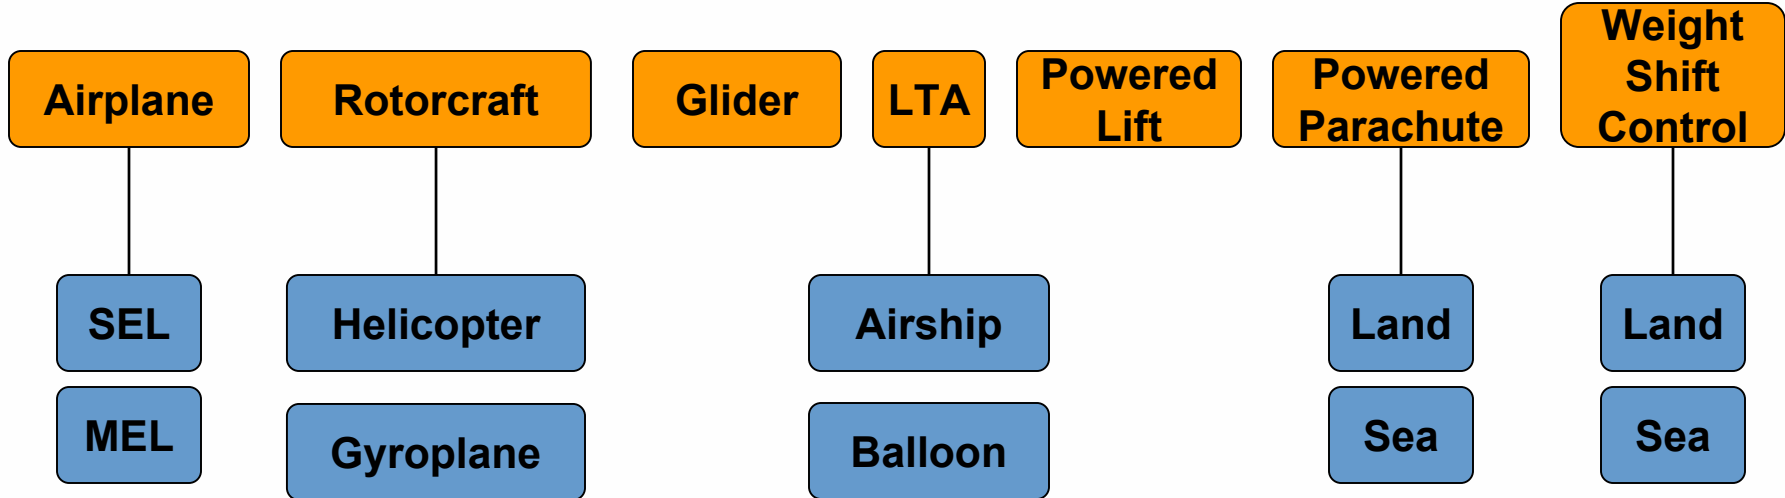 Airplane
Rotorcraft
Glider
LTA
Powered
Lift
Powered
Parachute
Weight
Shift
Control
SEL
Helicopter
Airship
Land
Land
MEL
Gyroplane
Balloon
Sea
Sea